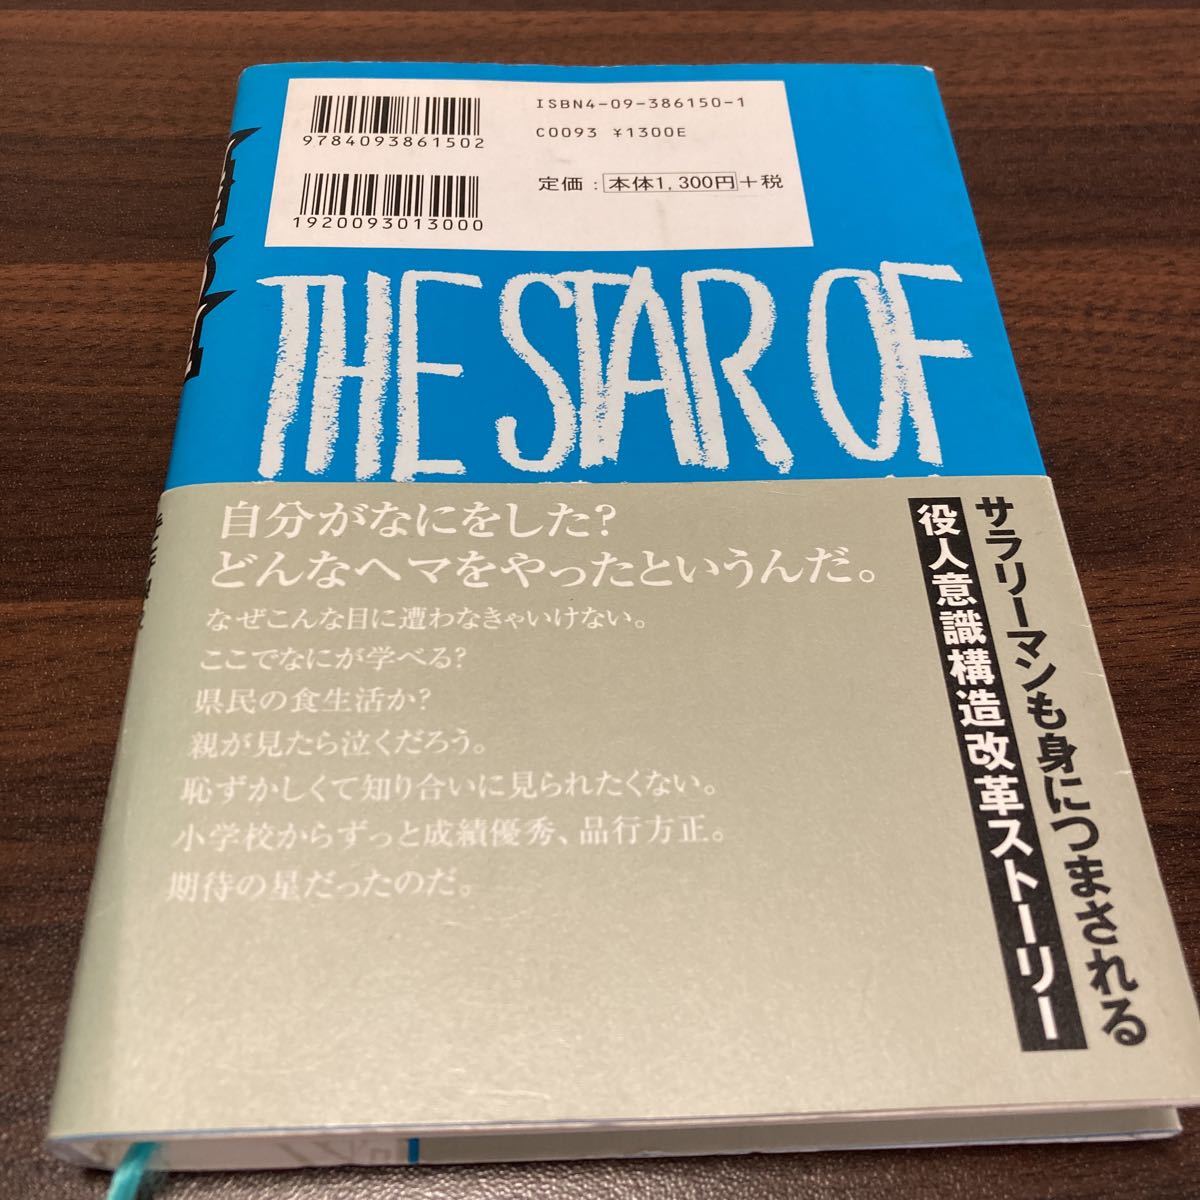 ISBN4-09-386150-1
C0093 ¥1300E
定価：本体1,300円+税
9784093861502
1920093013000
THE STAR OF
サラリーマンも身につまされる
役人意識構造改革ストーリー
自分がなにをした?
どんなヘマをやったというんだ。
なぜこんな目に遭わなきゃいけない。
ここでなにが学べる?
県民の食生活か?
親が見たら泣くだろう。
恥ずかしくて知り合いに見られたくない。
小学校からずっと成績優秀、品行方正。
期待の星だったのだ。